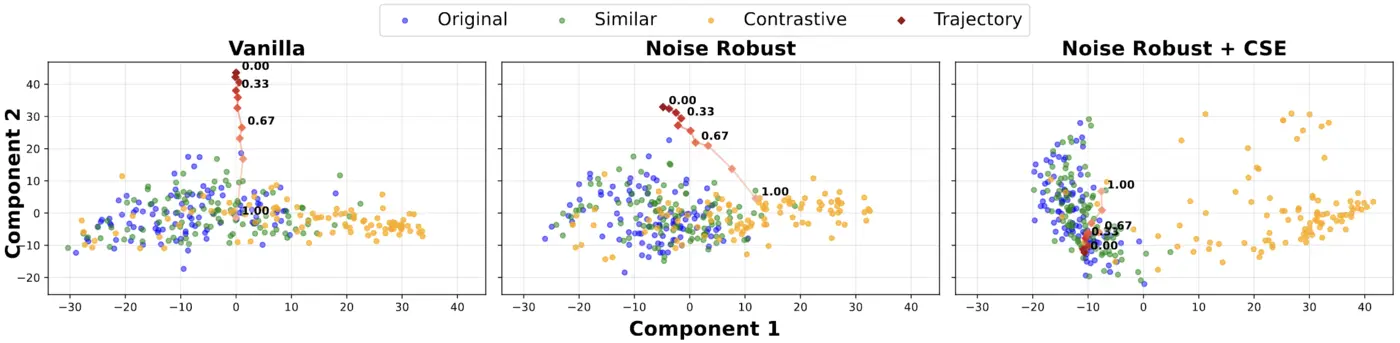 Original Similar Contrastive Trajectory
Vanilla Noise Robust Noise Robust + CSE
Component 2
40
30
20
10
0
−10
−20
0.00
0.33
0.67
1.00
−30 −20 −10 0 10 20 30 40
0.00
0.33
0.67
1.00
−30 −20 −10 0 10 20 30 40
1.00
0.67
0.33
0.00
−30 −20 −10 0 10 20 30 40
Component 1